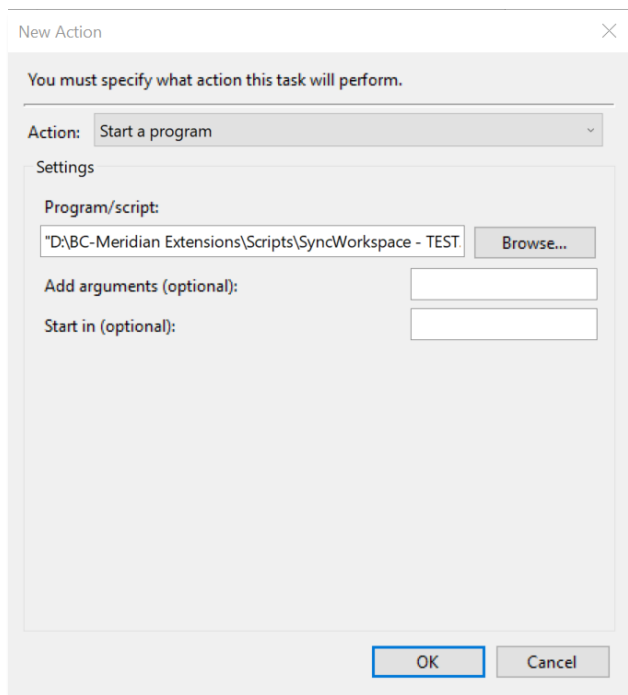 New Action
You must specify what action this task will perform.
Action: Start a program
Settings
Program/script:
"D:\BC-Meridian Extensions\Scripts\SyncWorkspace - TEST. Browse...
Add arguments (optional):
Start in (optional):
OK Cancel